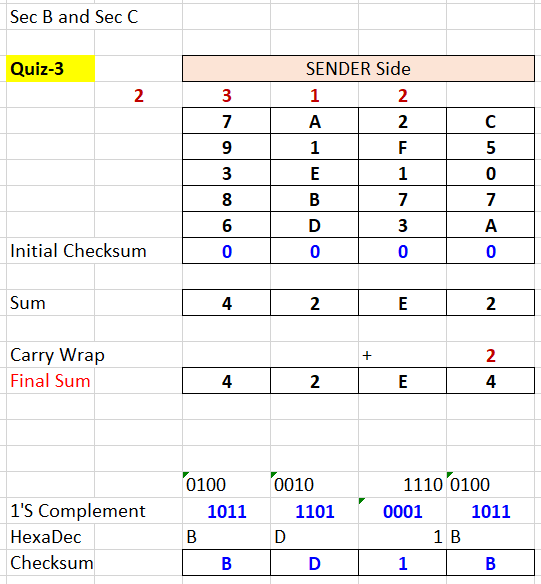 Sec B and Sec C
Quiz-3 SENDER Side
2 3 1 2
7 A 2 C
9 1 F 5
3 E 1 0
8 B 7 7
6 D 3 A
Initial Checksum 0 0 0 0
Sum 4 2 E 2
Carry Wrap + 2
Final Sum 4 2 E 4
0100 0010 1110 0100
1'S Complement 1011 1101 0001 1011
HexaDec B D 1 B
Checksum B D 1 B